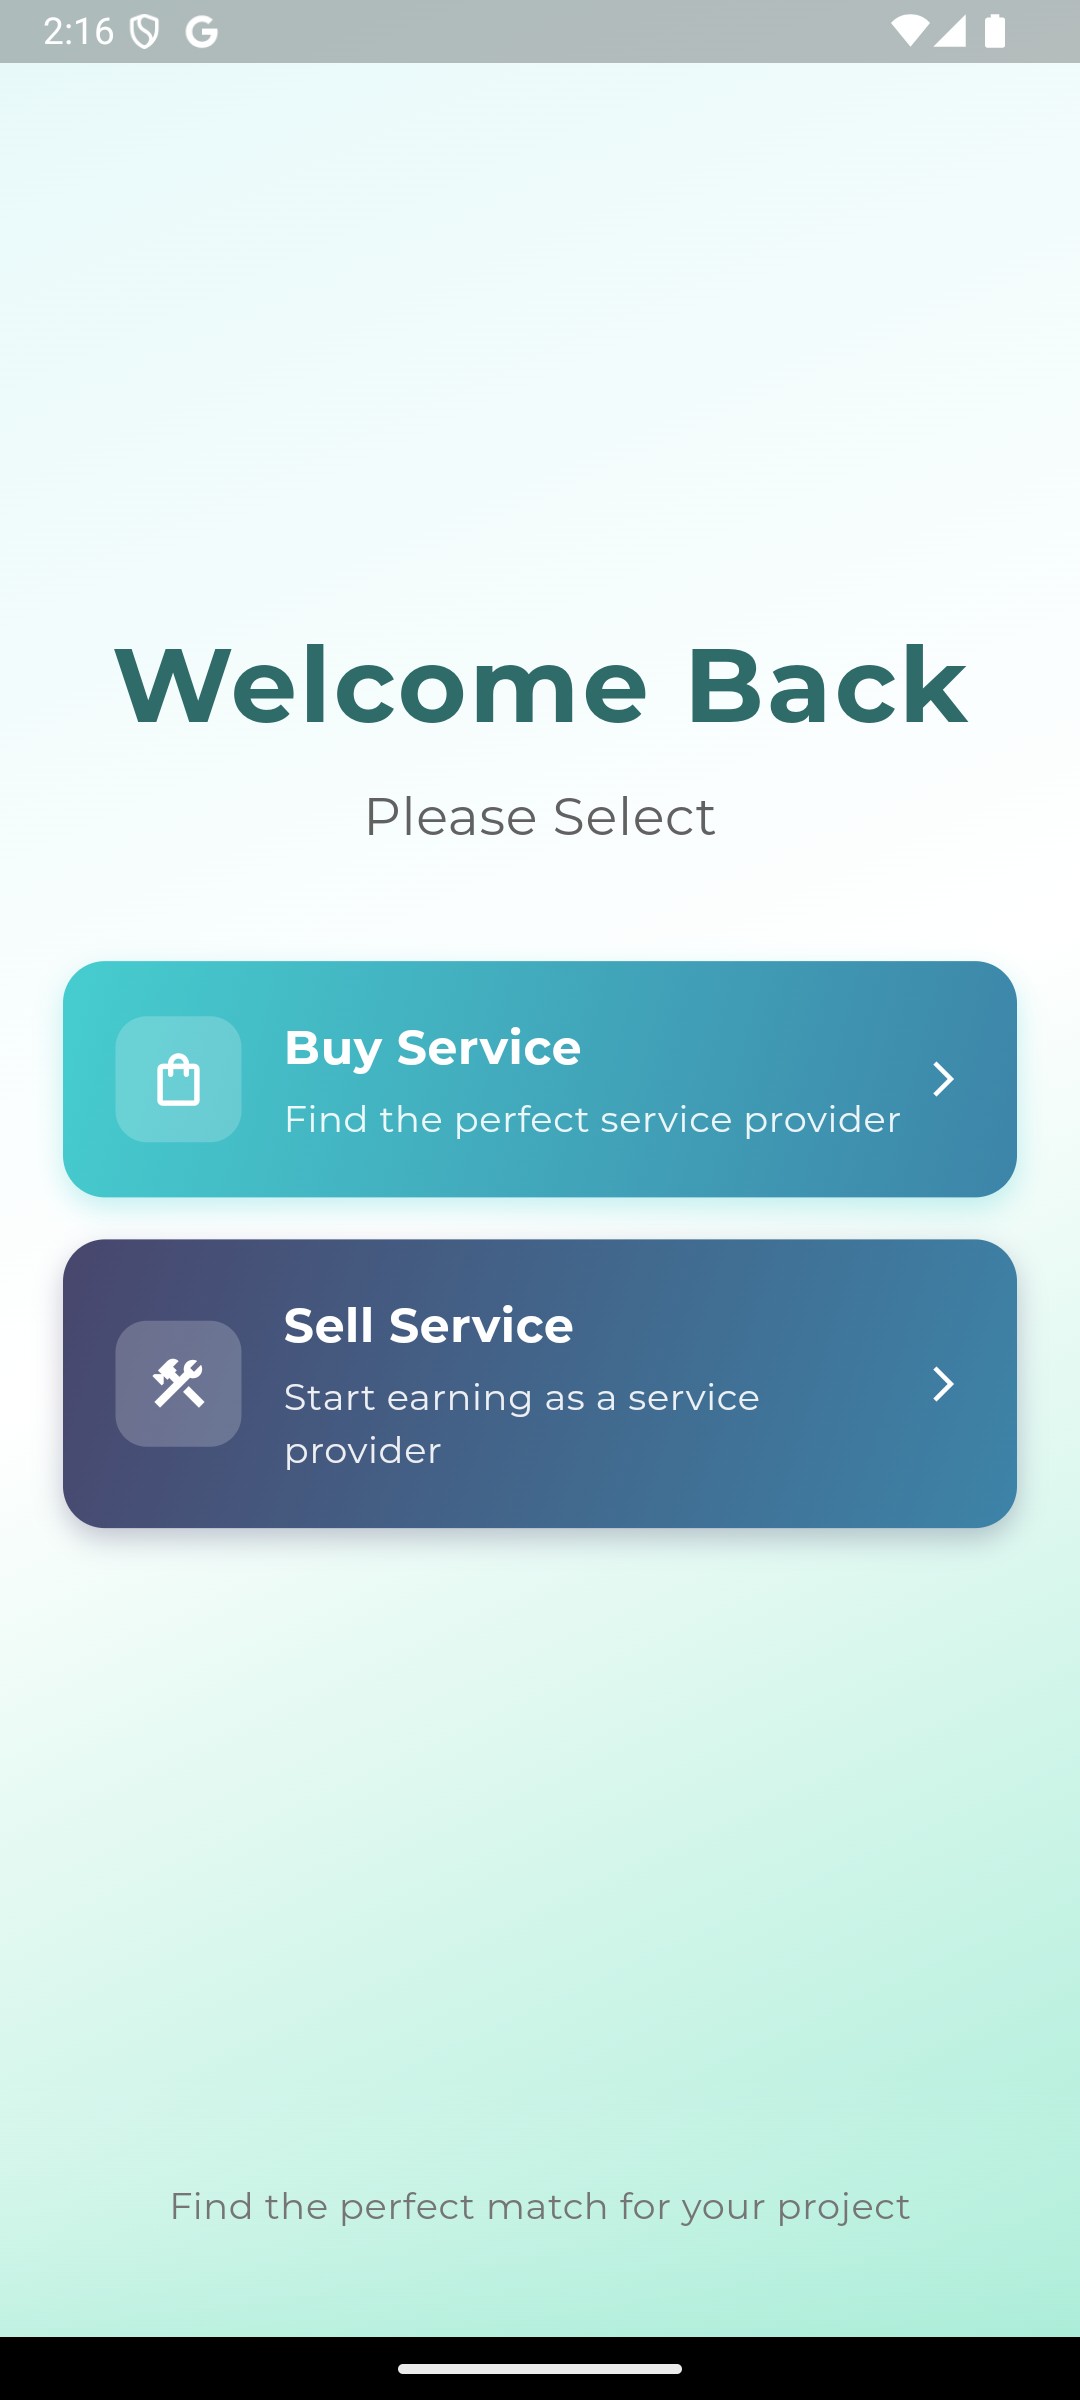 2:16
Welcome Back
Please Select
Buy Service
Find the perfect service provider
Sell Service
Start earning as a service
provider
Find the perfect match for your project